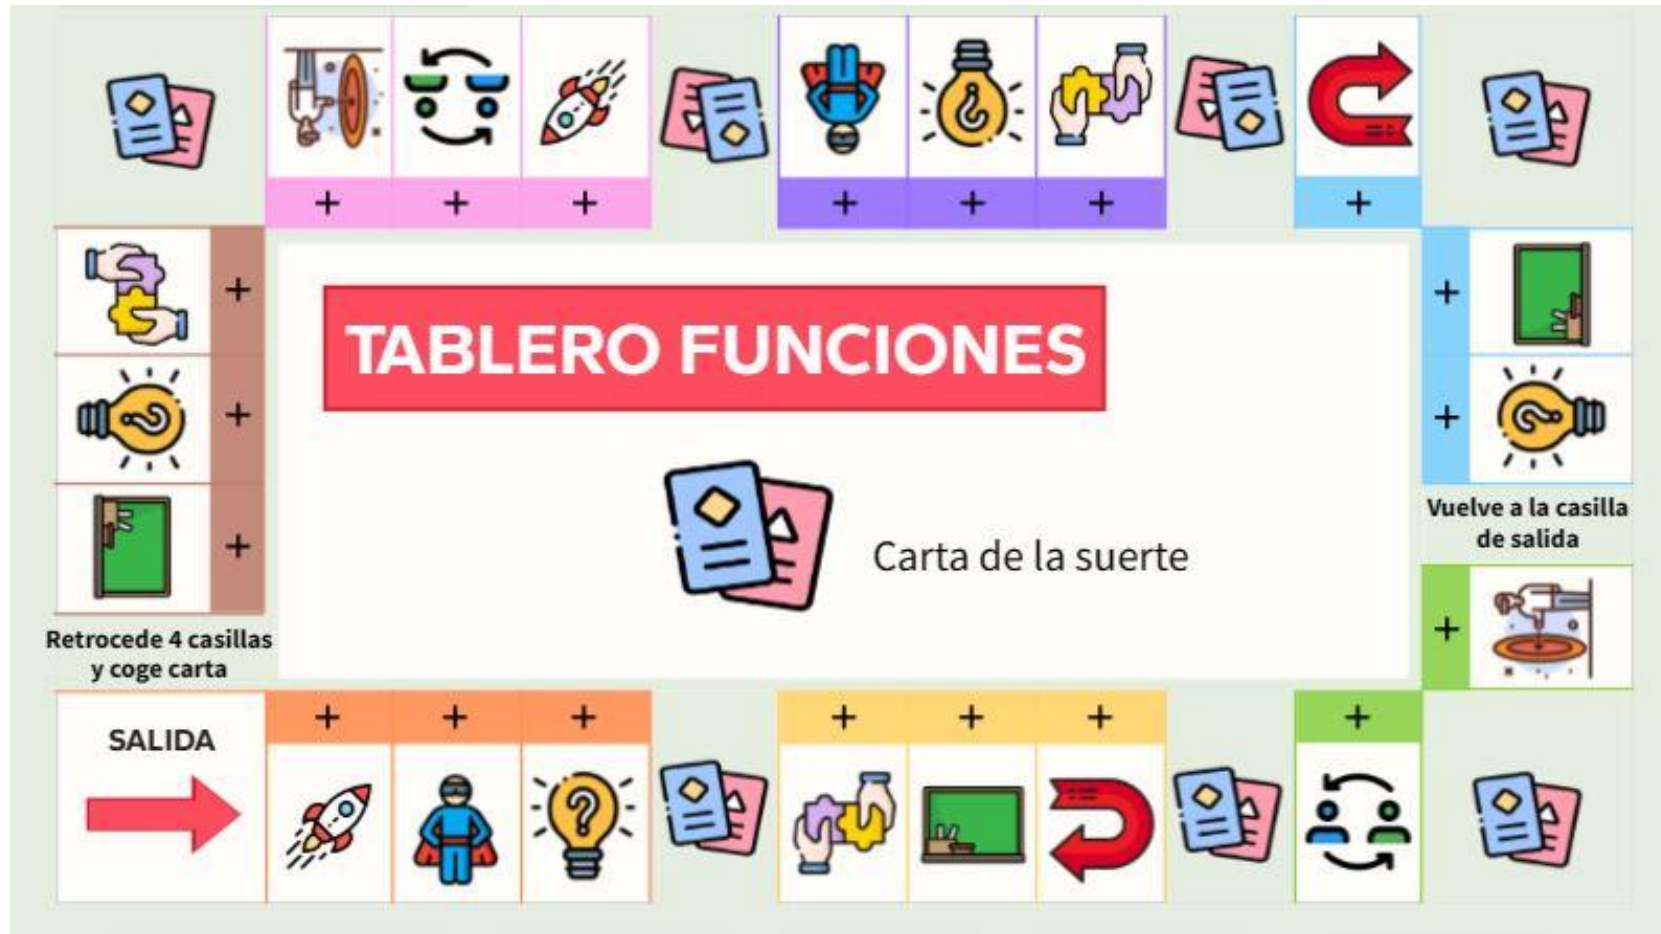 + + + + + + +
+ +
TABLERO FUNCIONES
+ +
Vuelve a la casilla
de salida
Carta de la suerte
+
Retrocede 4 casillas
y coge carta
+
+ + + + + + +
SALIDA